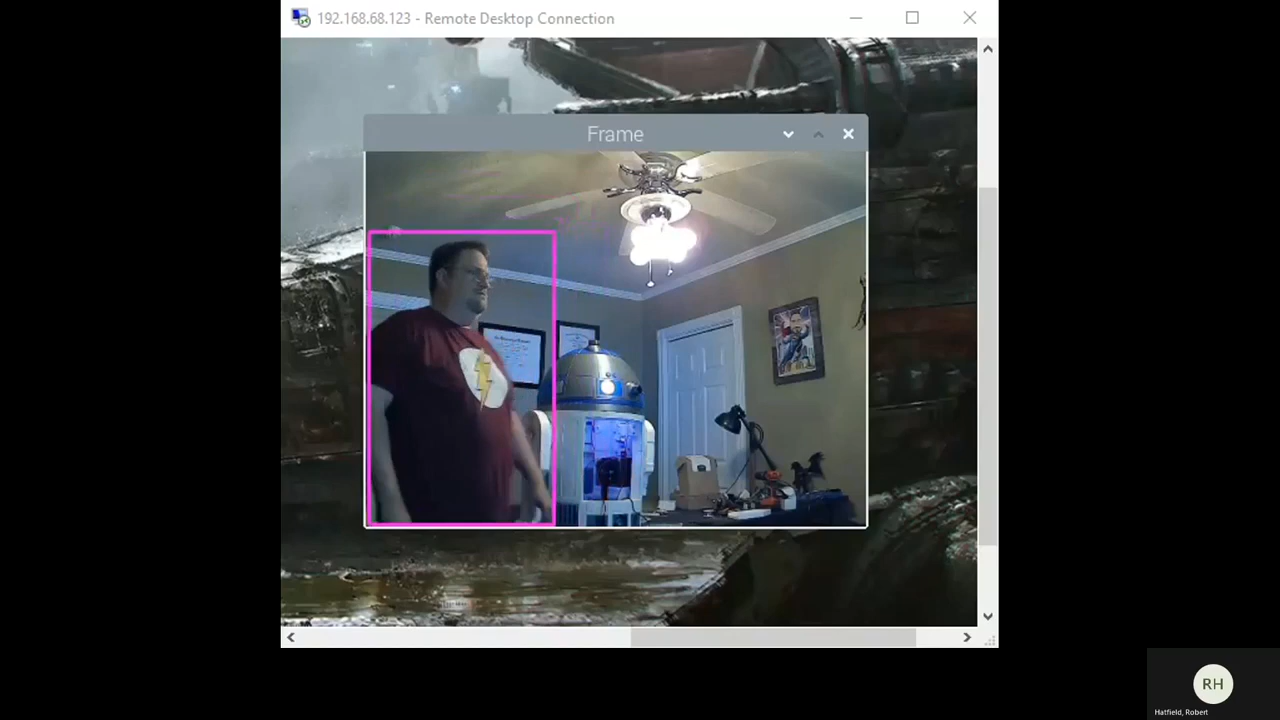 192.168.68.123 - Remote Desktop Connection
Frame
RH
Hatfield, Robert